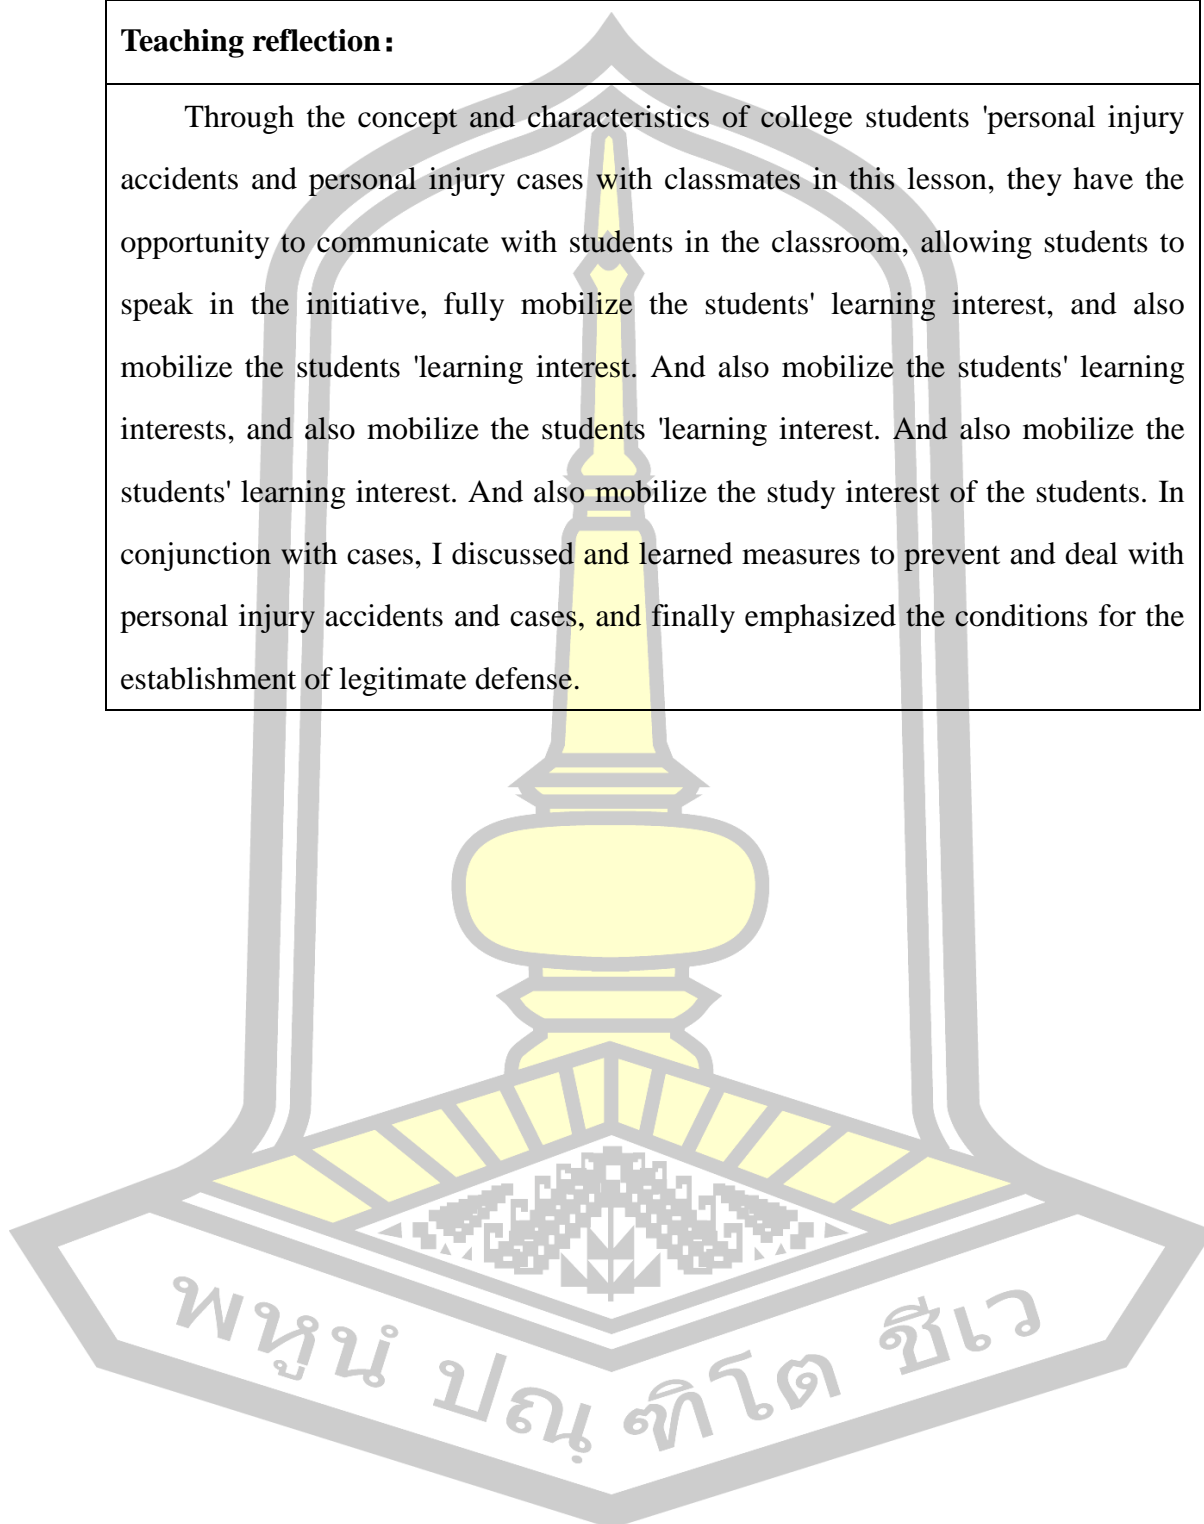 Teaching reflection：
Through the concept and characteristics of college students 'personal injury
accidents and personal injury cases with classmates in this lesson, they have the
opportunity to communicate with students in the classroom, allowing students to
speak in the initiative, fully mobilize the students' learning interest, and also
mobilize the students 'learning interest. And also mobilize the students' learning
interests, and also mobilize the students 'learning interest. And also mobilize the
students' learning interest. And also mobilize the study interest of the students. In
conjunction with cases, I discussed and learned measures to prevent and deal with
personal injury accidents and cases, and finally emphasized the conditions for the
establishment of legitimate defense.
พหูนํ ปณฺฑิโต ชีเว